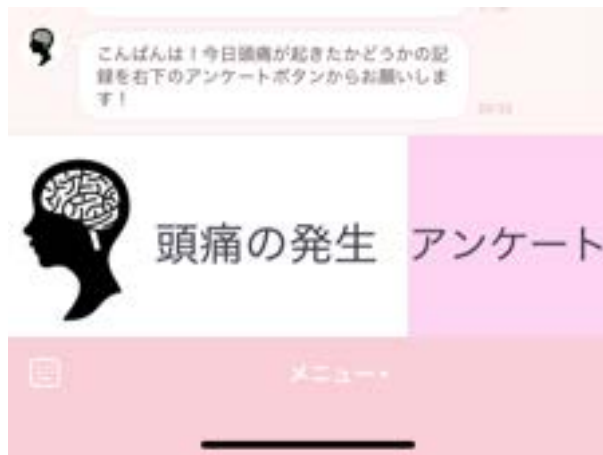 こんばんは！今日頭痛が起きたかどうかの記
録を右下のアンケートボタンからお願いしま
す！
頭痛の発生
アンケート
メニュー▾